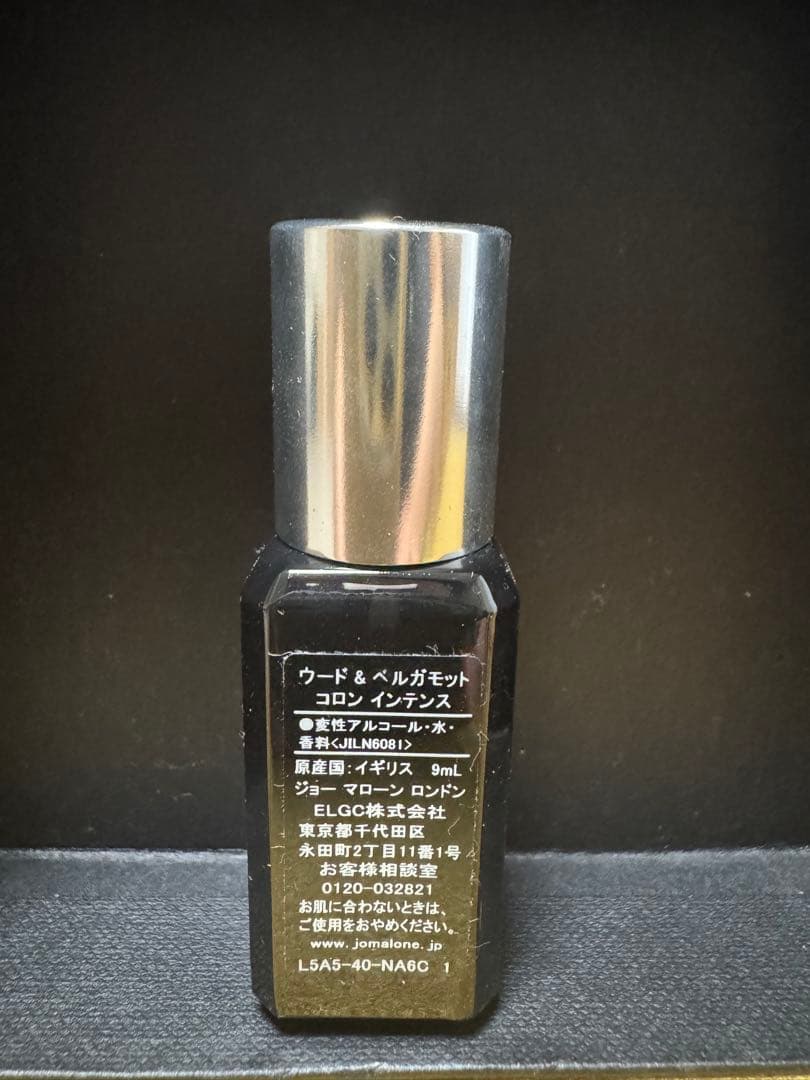 ウード & ベルガモット
コロン インテンス
●変性アルコール・水・
香料<JILN6081>
原産国:イギリス 9mL
ジョー マローン ロンドン
ELGC株式会社
東京都千代田区
永田町2丁目11番1号
お客様相談室
0120-032821
お肌に合わないときは、
ご使用をおやめください。
www.jomalone.jp
L5A5-40-NA6C 1